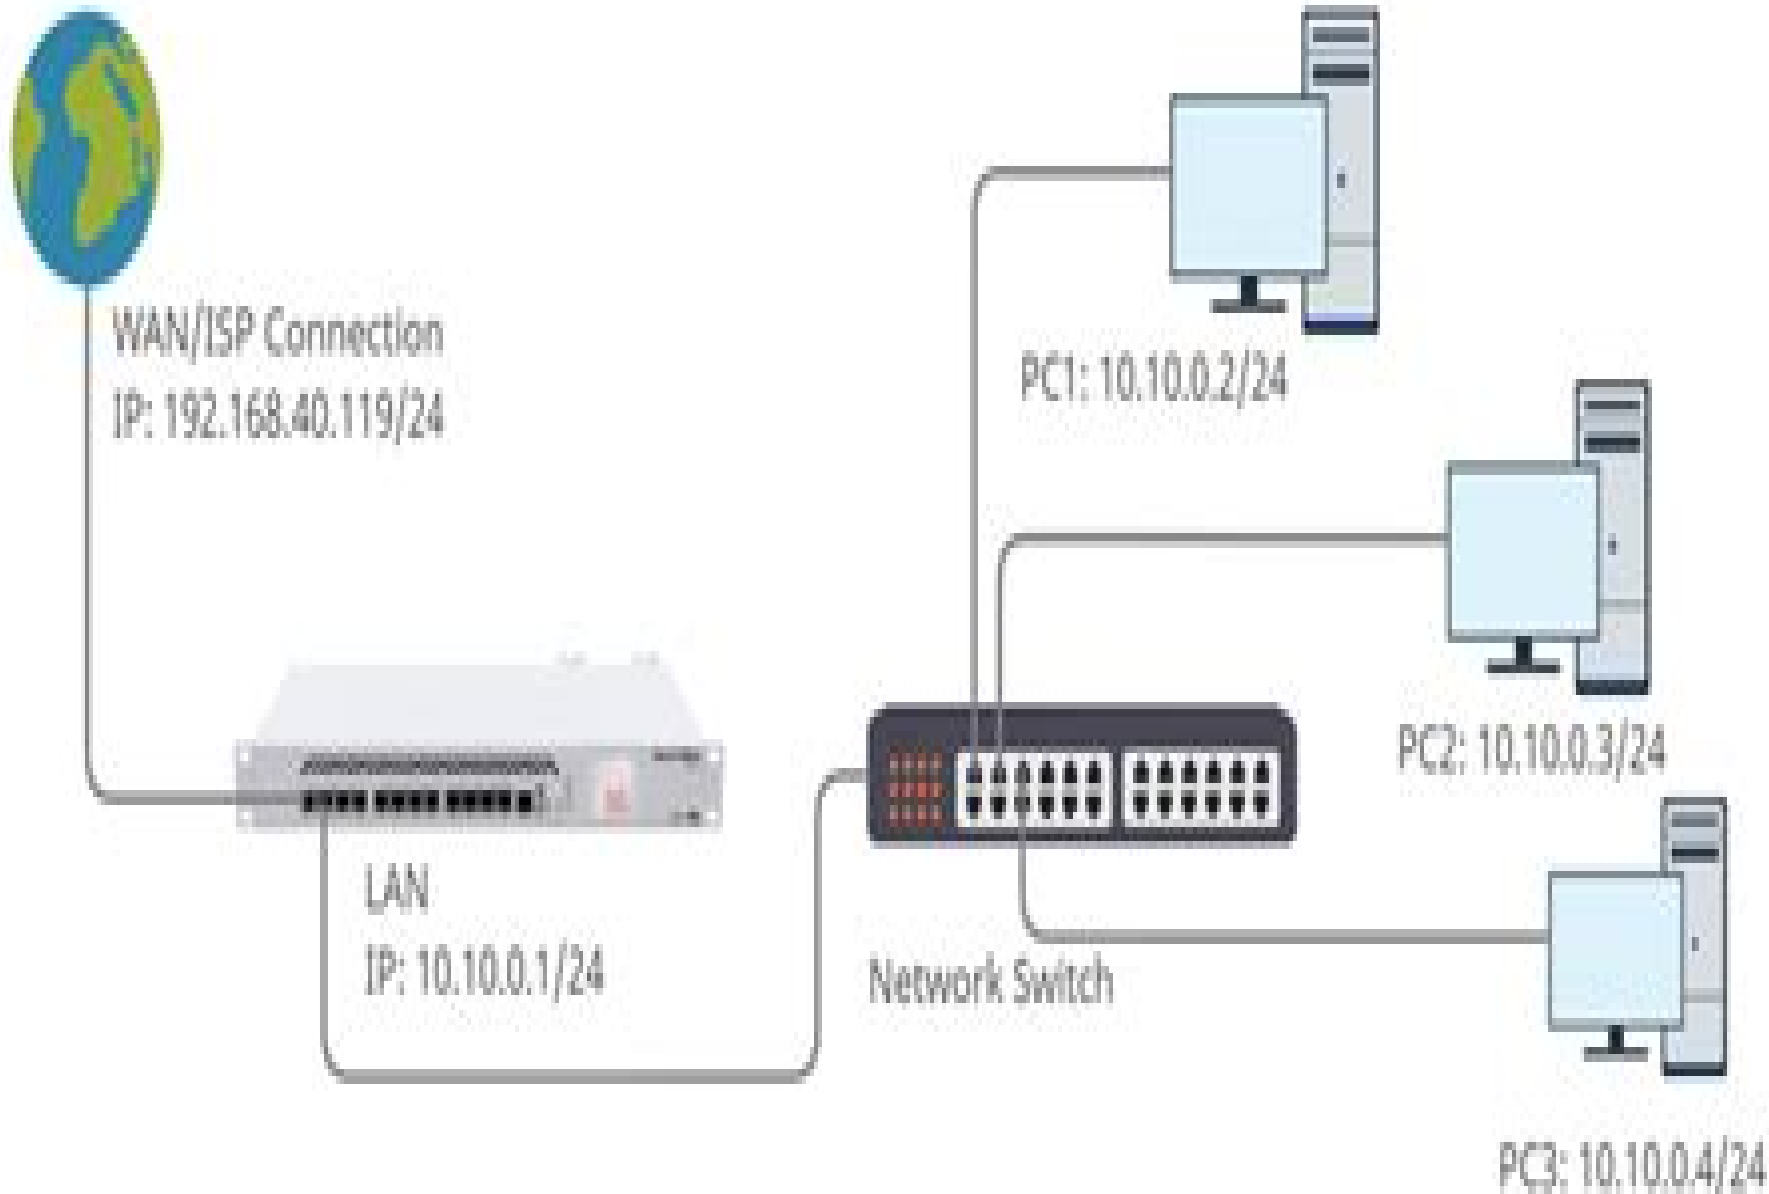 WAN/ISP Connection
IP: 192.168.40.119/24
PC1: 10.10.0.2/24
PC2: 10.10.0.3/24
LAN
IP: 10.10.0.1/24
Network Switch
PC3: 10.10.0.4/24